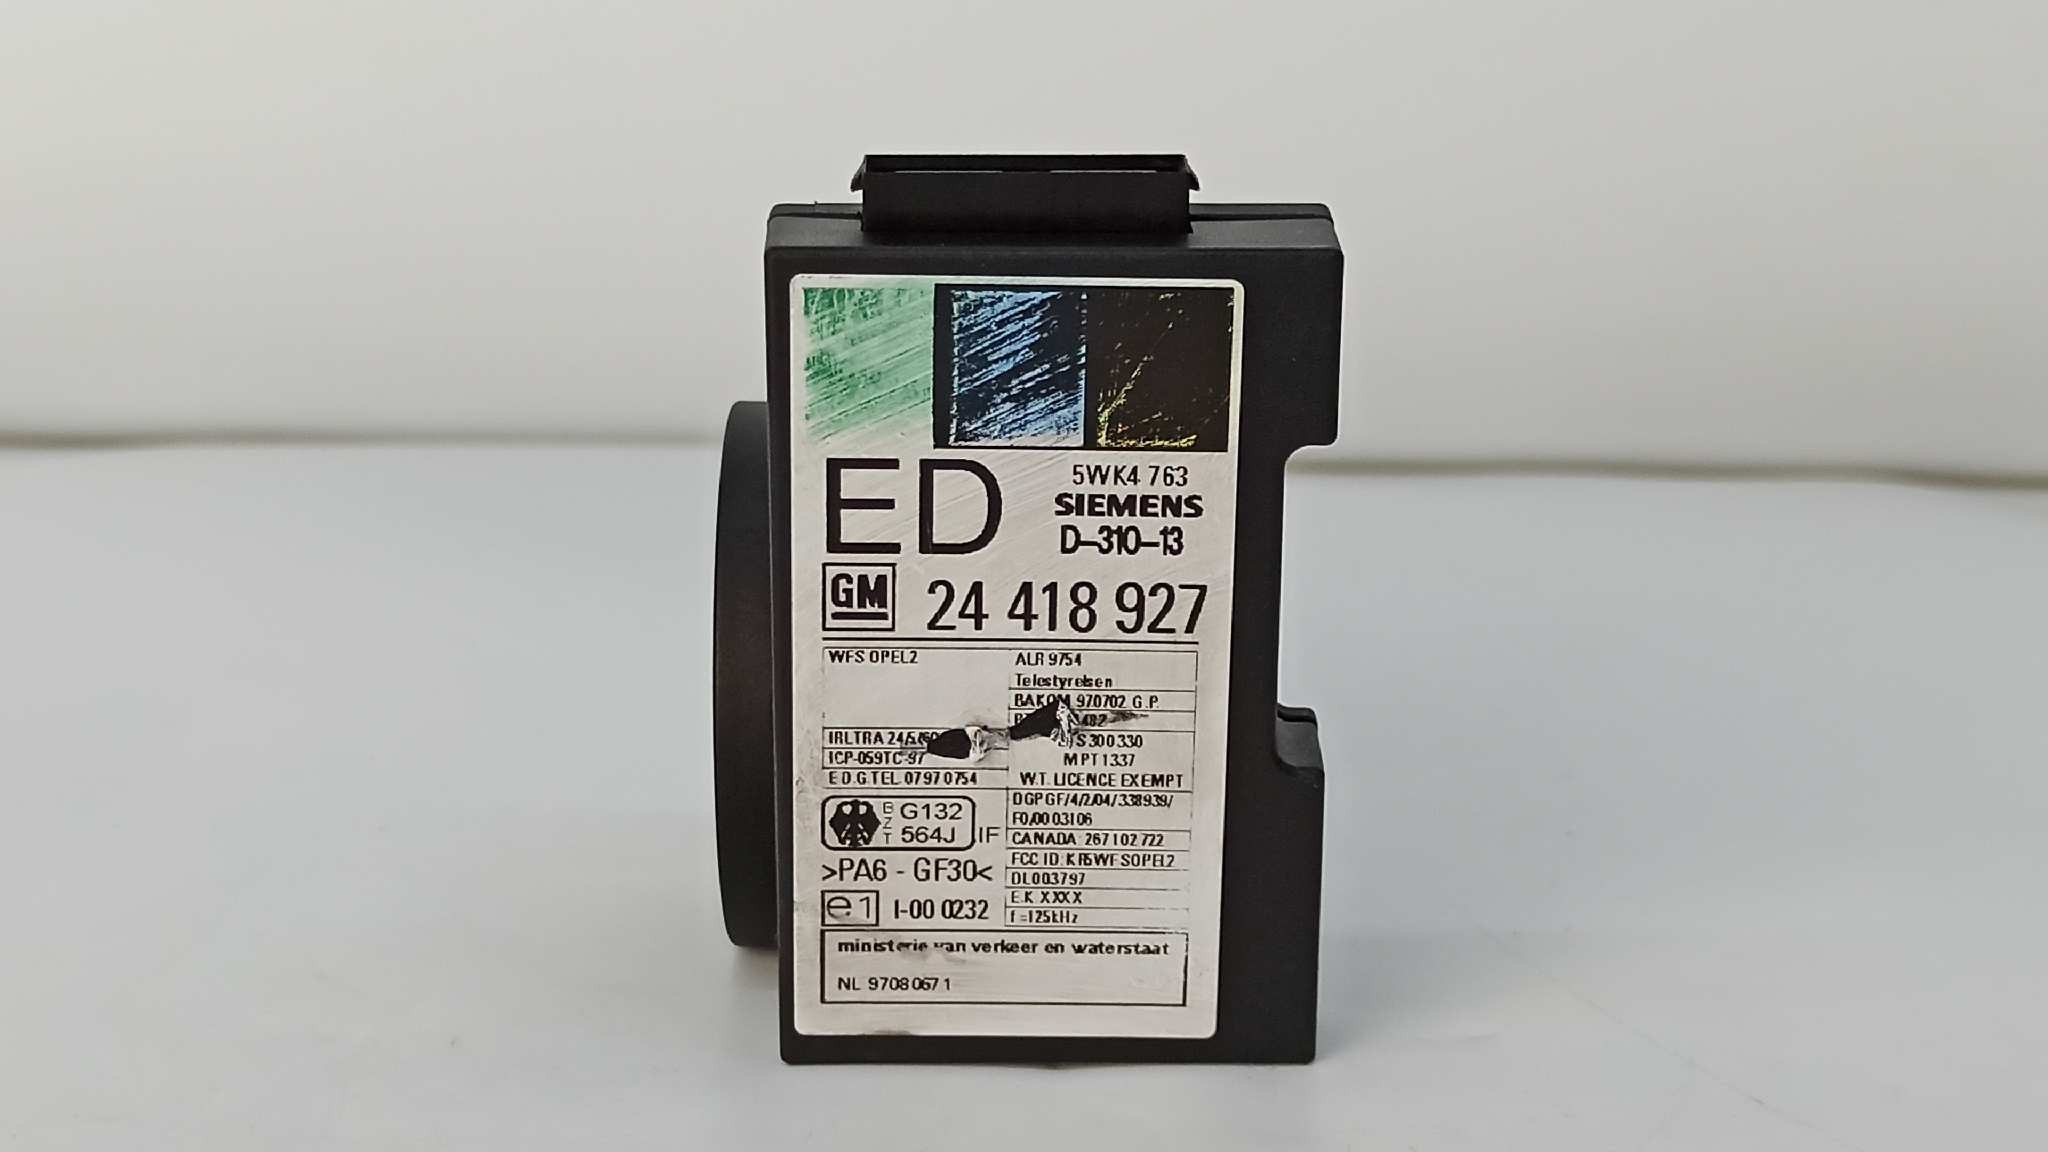 ED
5WK4 763
SIEMENS
D-310-13
GM 24 418 927
WFS OPEL2
IRLTRA
ICP-059TC-97
E.D.G.TEL. 07970754
BZT G132
564J .IF
>PA6 - GF30<
e1 I-00 0232
ALR 9754
Telestyrelsen
BAKOM 970702 G.P.
300 330
MPT1337
W.T. LICENCE EXEMPT
DGPGF/4/2/04/338939/
F0/0003106
CANADA: 267 102 722
FCC ID: KR5WFSOPEL2
DL003797
E.K. XXXX
f =125kHz
ministerie van verkeer en waterstaat
NL 97080671